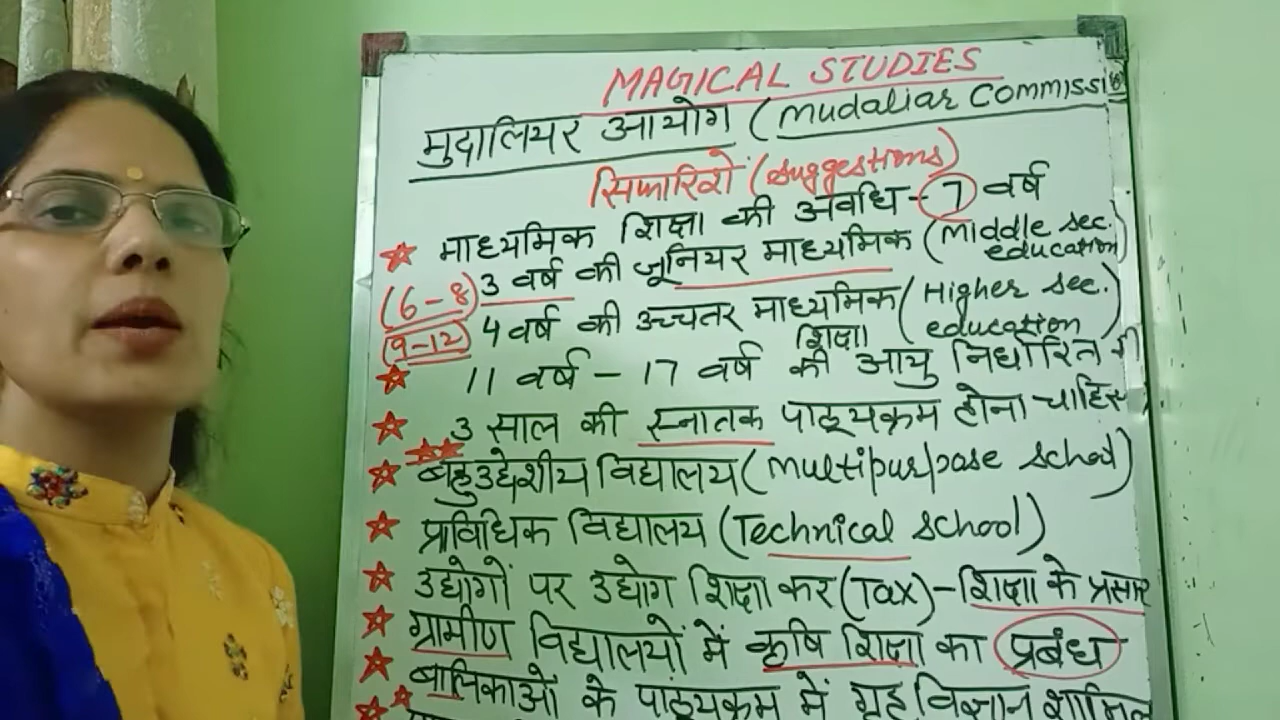 MAGICAL STUDIES
मुदालियर आयोग (Mudaliar Commissi
सिफारिशें (suggestions)
माध्यमिक शिक्षा की अवधि - 7 वर्ष
(6-8) 3 वर्ष की जूनियर माध्यमिक (Middle sec. education)
(9-12) 4 वर्ष की उच्चतर माध्यमिक शिक्षा (Higher sec. education)
11 वर्ष - 17 वर्ष की आयु निर्धारित
3 साल की स्नातक पाठ्यक्रम होना चाहिए
बहुउद्देशीय विद्यालय (Multipurpose school)
प्राविधिक विद्यालय (Technical school)
उद्योगों पर उद्योग शिक्षा कर (Tax) - शिक्षा के प्रसार
ग्रामीण विद्यालयों में कृषि शिक्षा का प्रबंध
बालिकाओं के पाठ्यक्रम में गृह विज्ञान शामिल